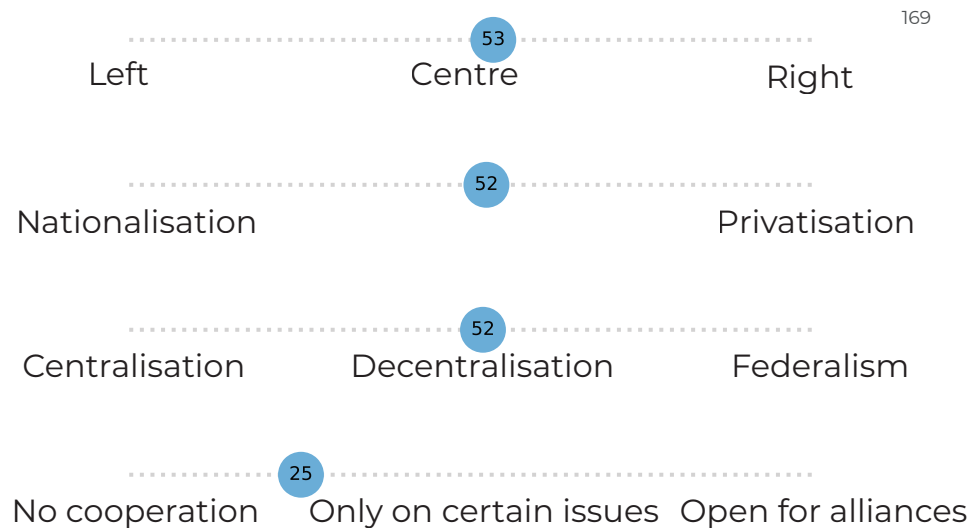 169
53
Left Centre Right
52
Nationalisation Privatisation
52
Centralisation Decentralisation Federalism
25
No cooperation Only on certain issues Open for alliances